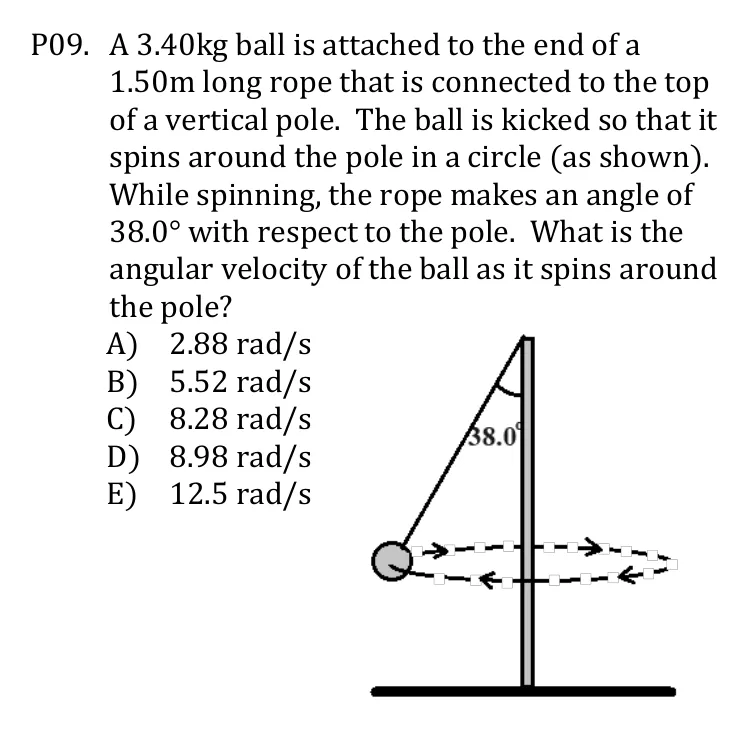 P09. A 3.40kg ball is attached to the end of a
1.50m long rope that is connected to the top
of a vertical pole. The ball is kicked so that it
spins around the pole in a circle (as shown).
While spinning, the rope makes an angle of
38.0° with respect to the pole. What is the
angular velocity of the ball as it spins around
the pole?
A) 2.88 rad/s
B) 5.52 rad/s
C) 8.28 rad/s
D) 8.98 rad/s
E) 12.5 rad/s
38.0°